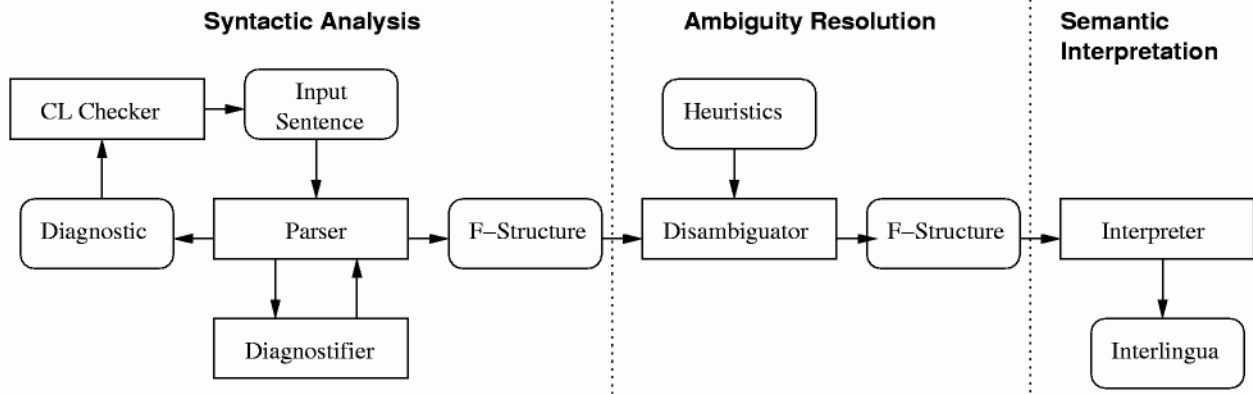 Syntactic Analysis
Ambiguity Resolution
Semantic
Interpretation
CL Checker
Input
Sentence
Heuristics
Diagnostic
Parser
F–Structure
Disambiguator
F–Structure
Interpreter
Diagnostifier
Interlingua